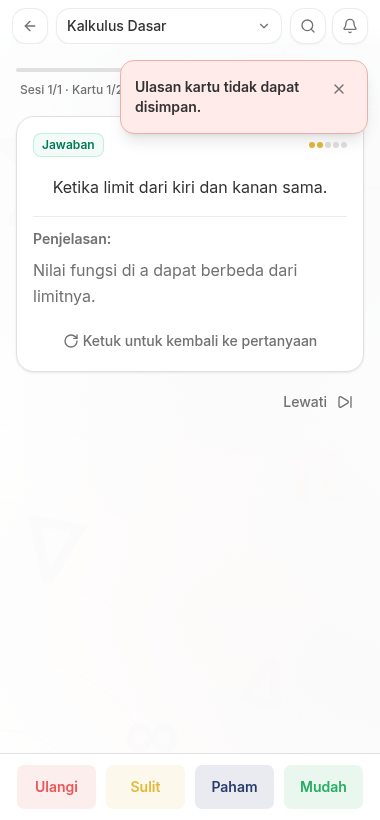 Kalkulus Dasar
Ulasan kartu tidak dapat
disimpan.
Sesi 1/1 · Kartu 1/2
Jawaban
Ketika limit dari kiri dan kanan sama.
Penjelasan:
Nilai fungsi di a dapat berbeda dari
limitnya.
Ketuk untuk kembali ke pertanyaan
Lewati
Ulangi
Sulit
Paham
Mudah